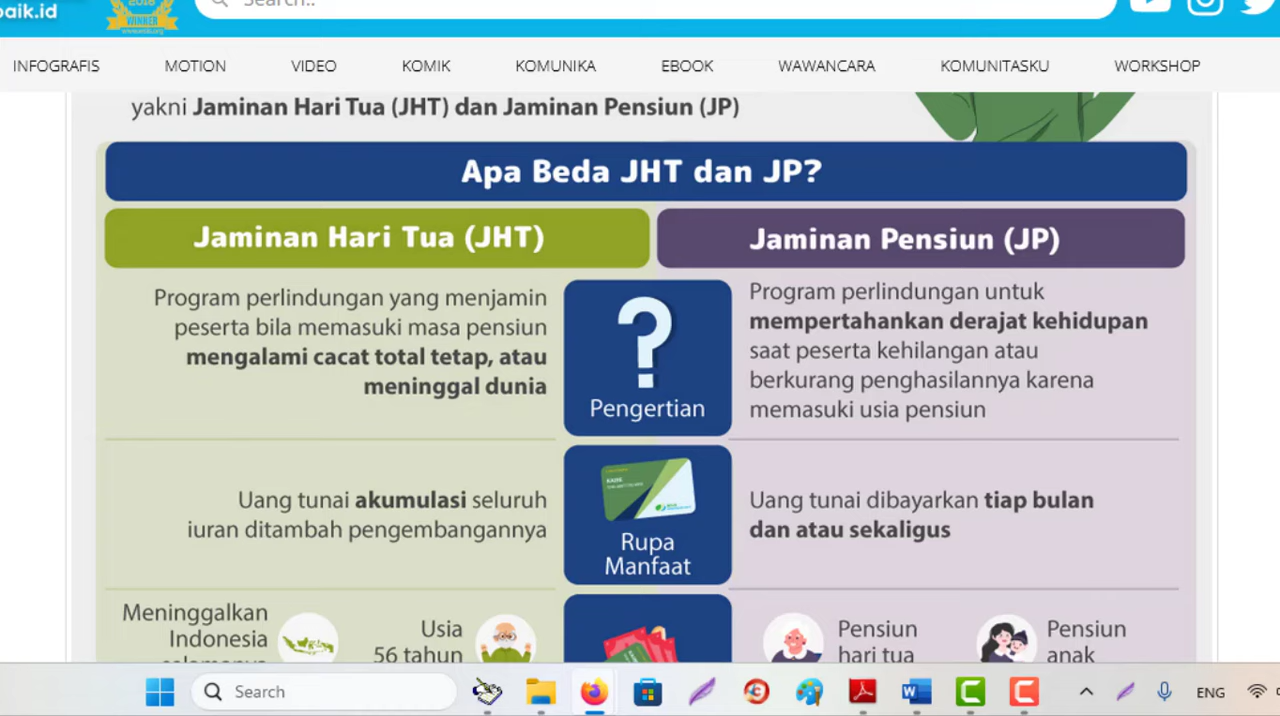 baik.id
2018
WINNER
Search..
INFOGRAFIS MOTION VIDEO KOMIK KOMUNIKA EBOOK WAWANCARA KOMUNITASKU WORKSHOP
yakni Jaminan Hari Tua (JHT) dan Jaminan Pensiun (JP)
Apa Beda JHT dan JP?
Jaminan Hari Tua (JHT)
Jaminan Pensiun (JP)
Program perlindungan yang menjamin
peserta bila memasuki masa pensiun
mengalami cacat total tetap, atau
meninggal dunia
Pengertian
Program perlindungan untuk
mempertahankan derajat kehidupan
saat peserta kehilangan atau
berkurang penghasilannya karena
memasuki usia pensiun
Uang tunai akumulasi seluruh
iuran ditambah pengembangannya
Rupa
Manfaat
Uang tunai dibayarkan tiap bulan
dan atau sekaligus
Meninggalkan
Indonesia
selamanya
Usia
56 tahun
Pensiun
hari tua
Pensiun
anak
Search
ENG